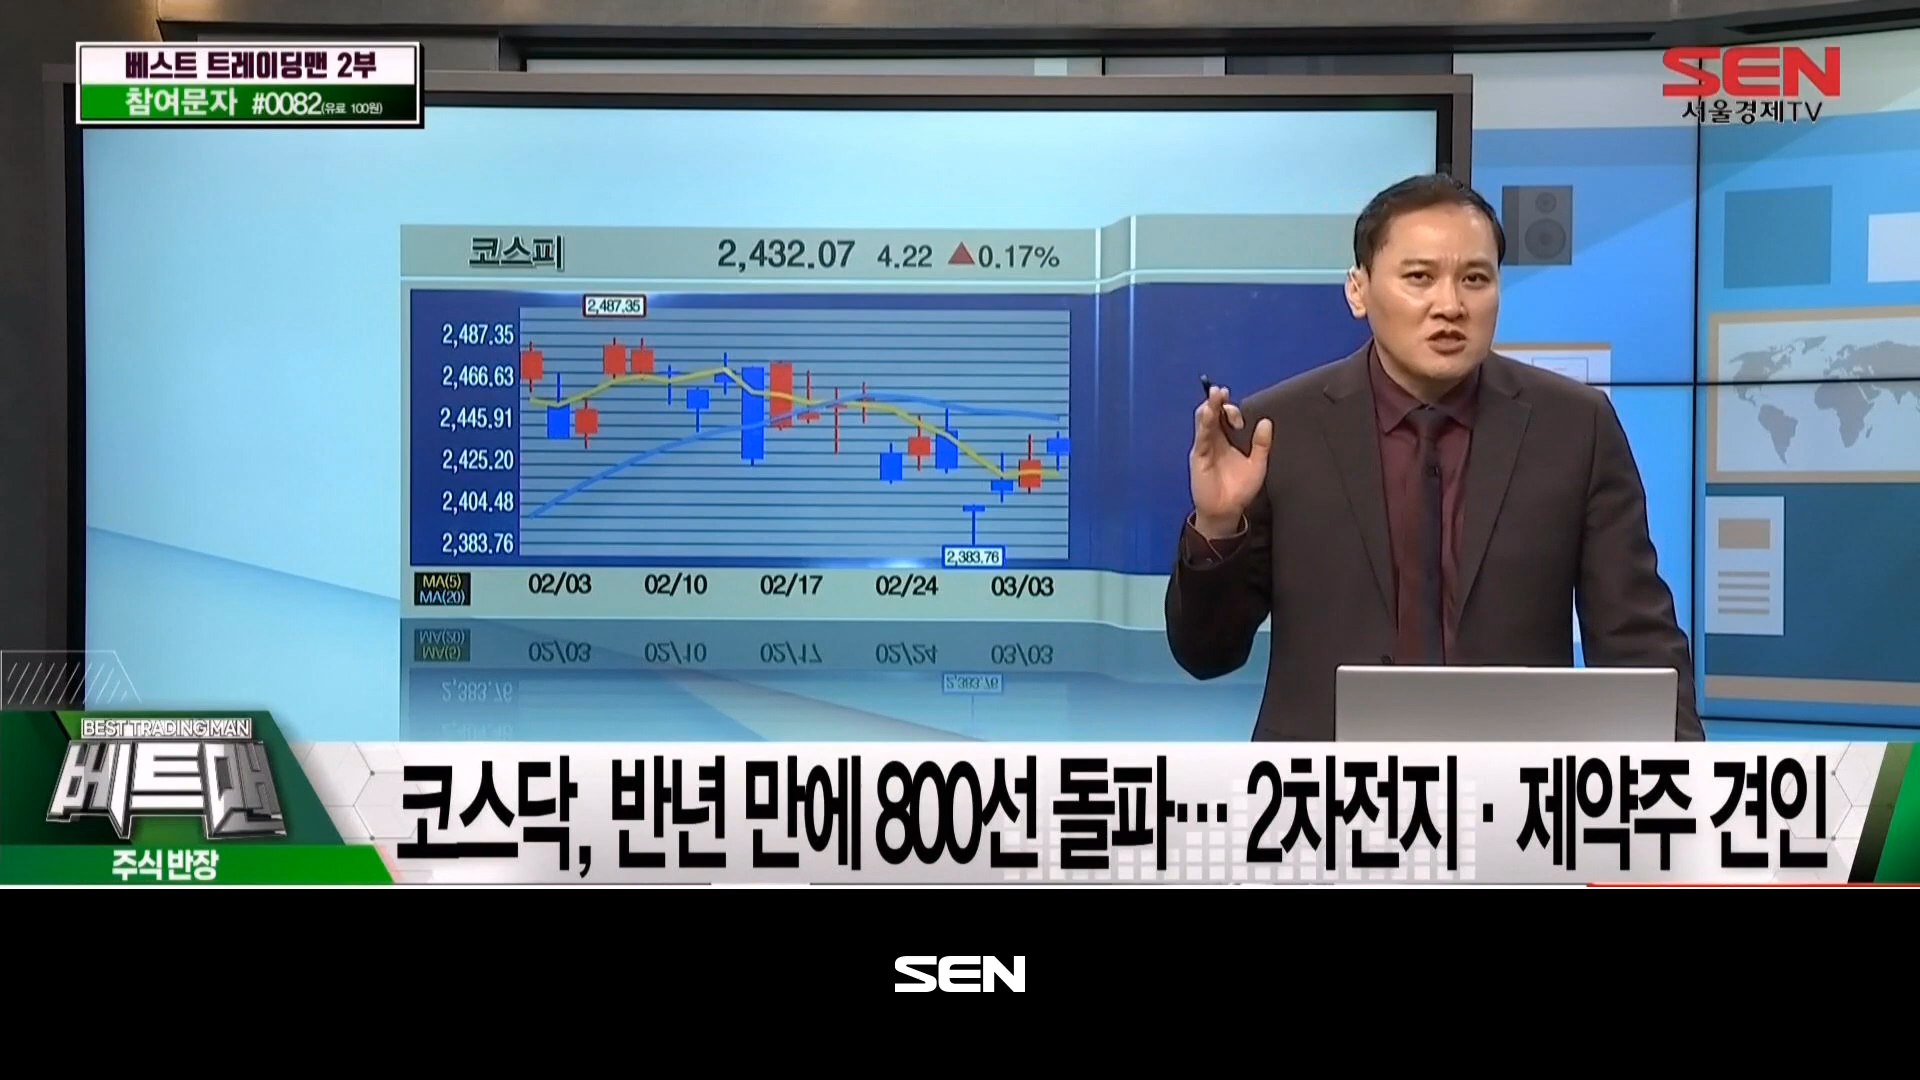 베스트 트레이딩맨 2부
참여문자 #0082(유료 100원)
SEN
서울경제TV
코스피 2,432.07 4.22 ▲0.17%
2,487.35
2,487.35
2,466.63
2,445.91
2,425.20
2,404.48
2,383.76
2,383.76
MA(5)
MA(20)
02/03 02/10 02/17 02/24 03/03
BEST TRADING MAN
베트맨
주식 반장
코스닥, 반년 만에 800선 돌파… 2차전지·제약주 견인
SEN